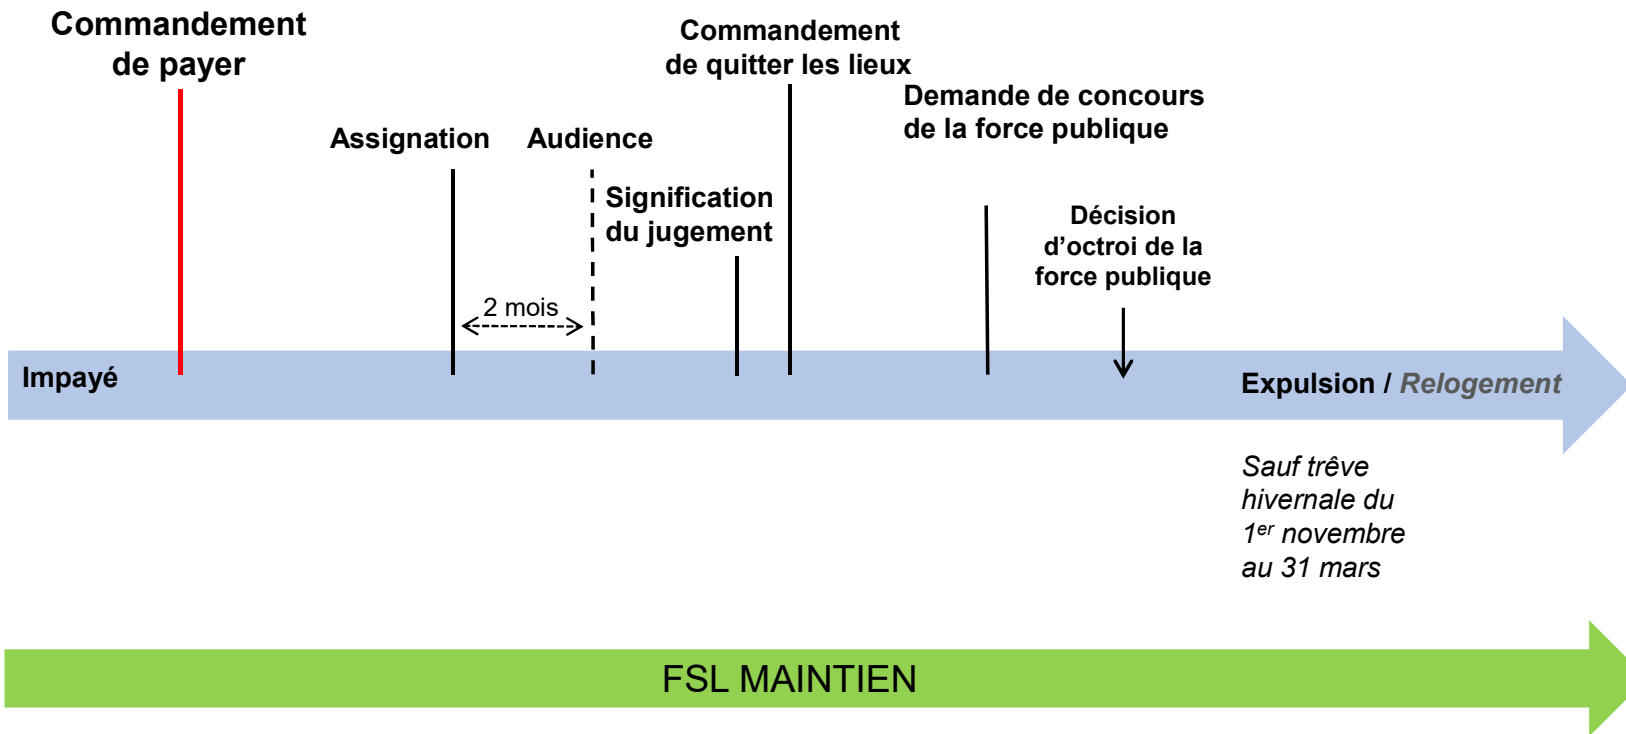 Commandement
de payer
Assignation
Audience
2 mois
Signification
du jugement
Commandement
de quitter les lieux
Demande de concours
de la force publique
Décision
d’octroi de la
force publique
Impayé
Expulsion / Relogement
Sauf trêve
hivernale du
1er novembre
au 31 mars
FSL MAINTIEN